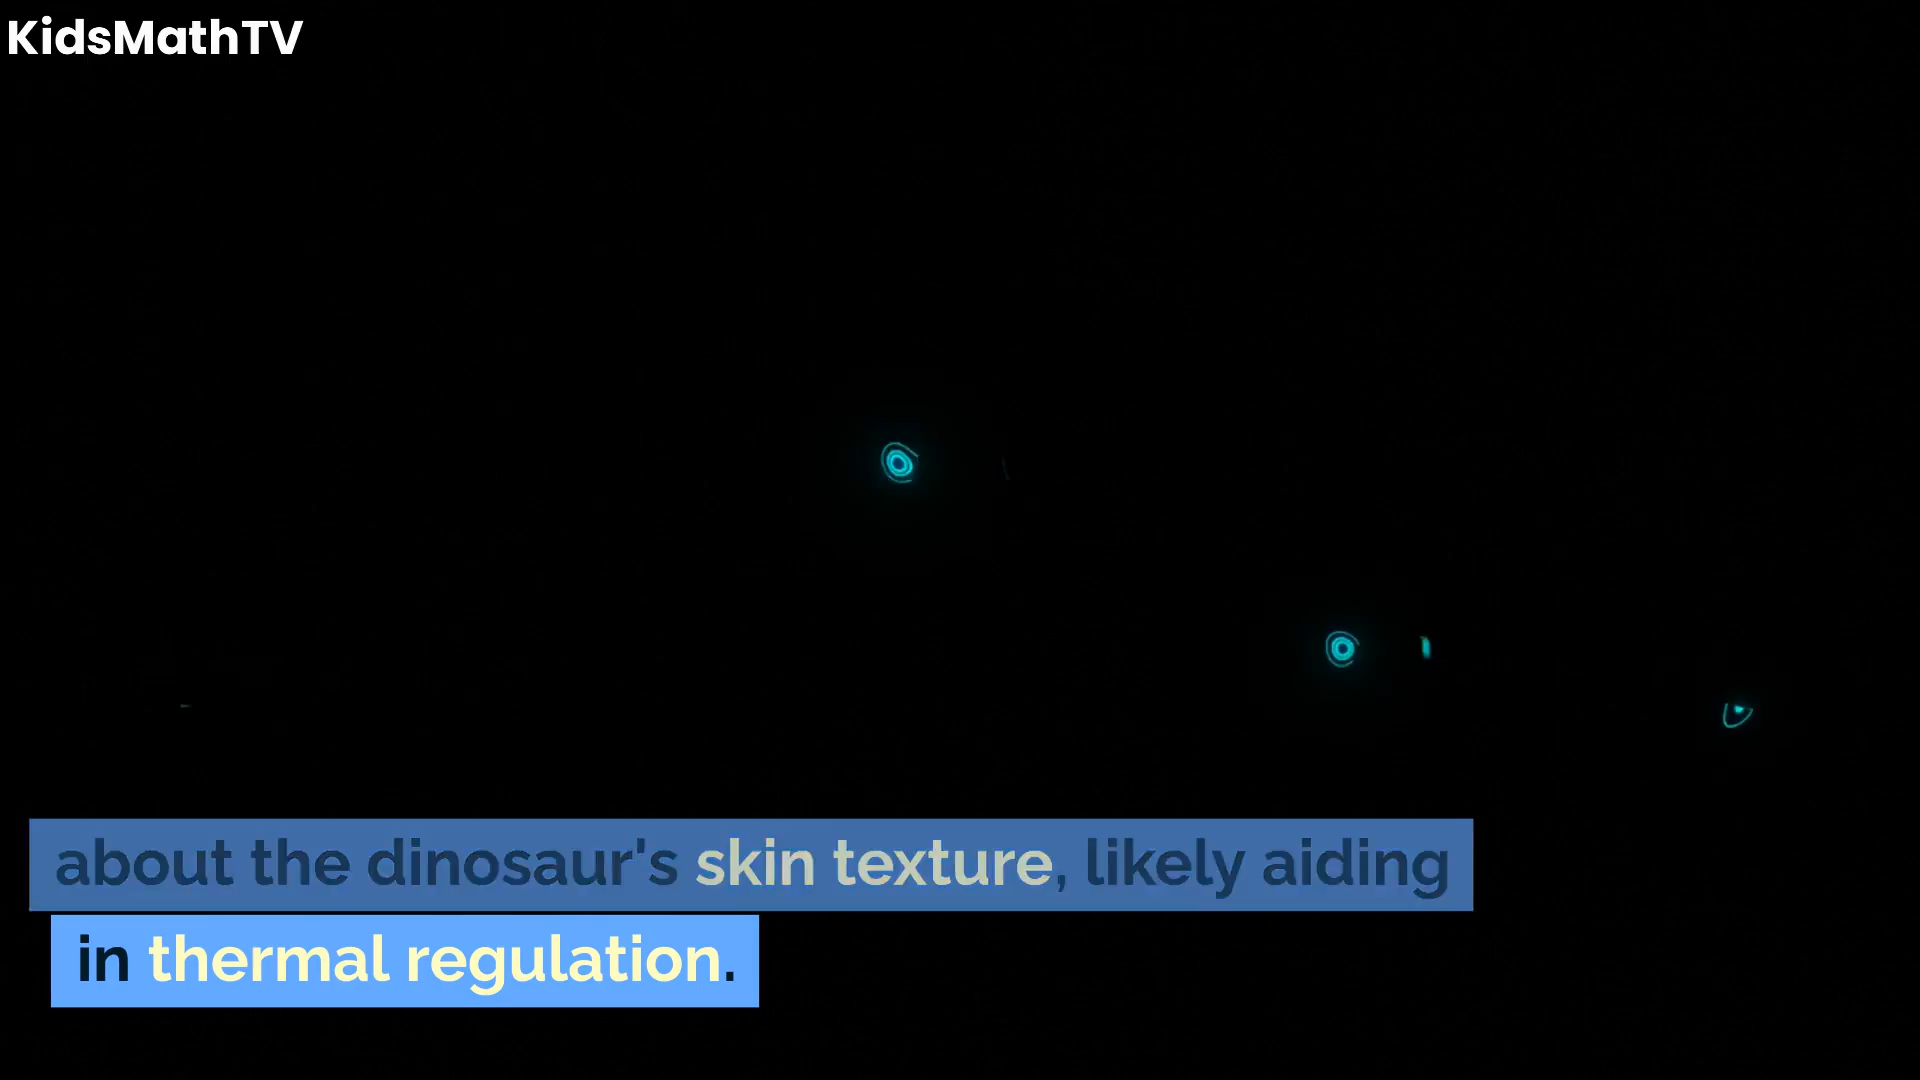 KidsMathTV
about the dinosaur's skin texture, likely aiding
in thermal regulation.